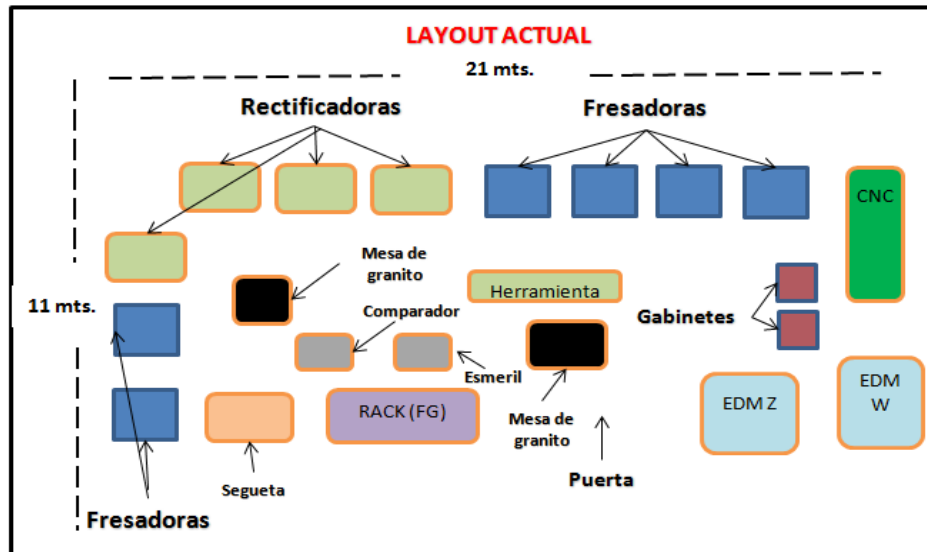 LAYOUT ACTUAL
21 mts.
Rectificadoras
Fresadoras
CNC
Mesa de
granito
11 mts.
Herramienta
Comparador
Gabinetes
Esmeril
EDM Z
EDM
W
RACK (FG)
Mesa de
granito
Segueta
Puerta
Fresadoras